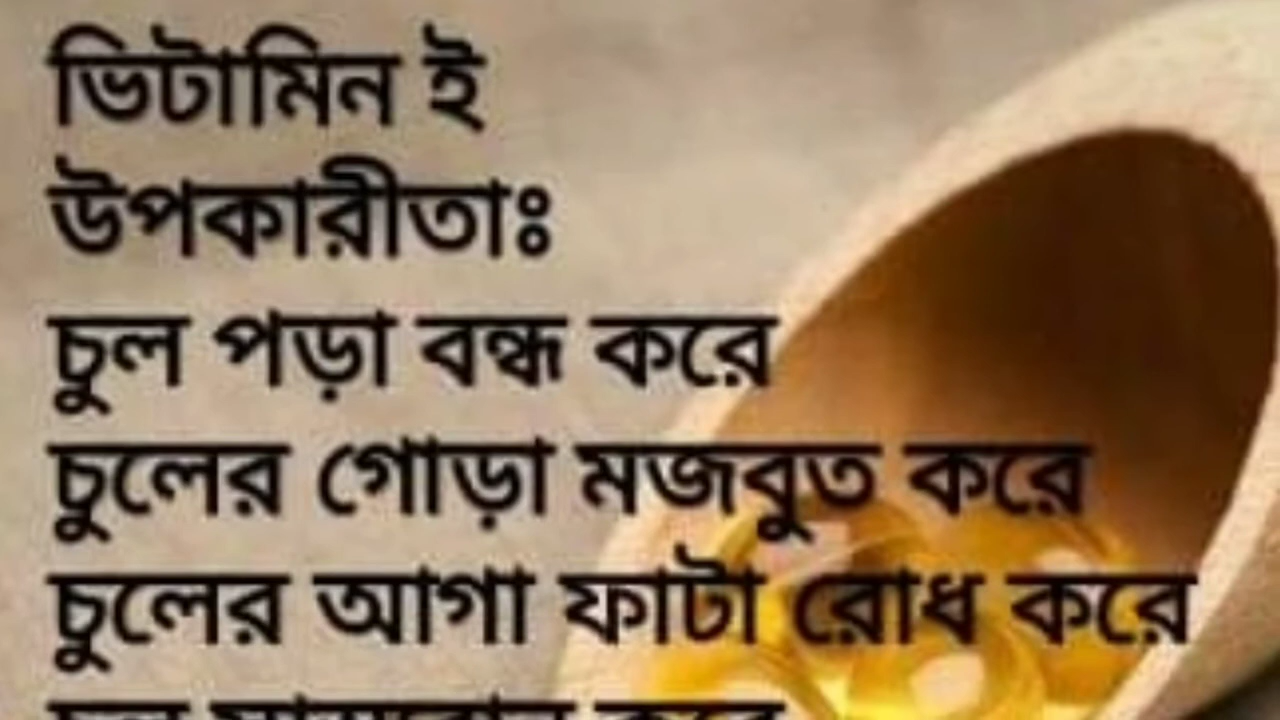 ভিটামিন ই
উপকারীতাঃ
চুল পড়া বন্ধ করে
চুলের গোড়া মজবুত করে
চুলের আগা ফাটা রোধ করে